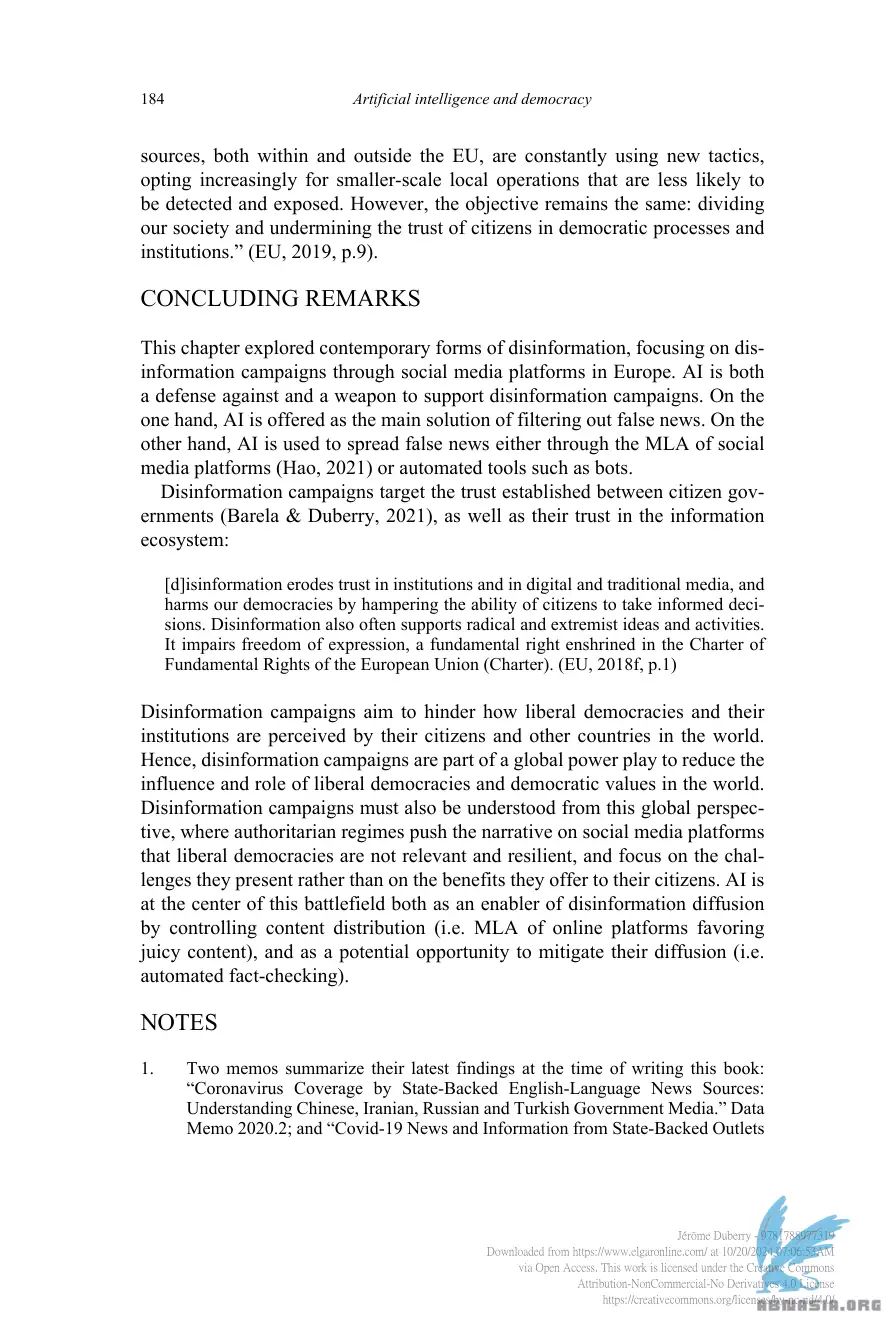 184 Artificial intelligence and democracy
sources, both within and outside the EU, are constantly using new tactics,
opting increasingly for smaller-scale local operations that are less likely to
be detected and exposed. However, the objective remains the same: dividing
our society and undermining the trust of citizens in democratic processes and
institutions.” (EU, 2019, p.9).
CONCLUDING REMARKS
This chapter explored contemporary forms of disinformation, focusing on dis-
information campaigns through social media platforms in Europe. AI is both
a defense against and a weapon to support disinformation campaigns. On the
one hand, AI is offered as the main solution of filtering out false news. On the
other hand, AI is used to spread false news either through the MLA of social
media platforms (Hao, 2021) or automated tools such as bots.
Disinformation campaigns target the trust established between citizen gov-
ernments (Barela & Duberry, 2021), as well as their trust in the information
ecosystem:
[d]isinformation erodes trust in institutions and in digital and traditional media, and
harms our democracies by hampering the ability of citizens to take informed deci-
sions. Disinformation also often supports radical and extremist ideas and activities.
It impairs freedom of expression, a fundamental right enshrined in the Charter of
Fundamental Rights of the European Union (Charter). (EU, 2018f, p.1)
Disinformation campaigns aim to hinder how liberal democracies and their
institutions are perceived by their citizens and other countries in the world.
Hence, disinformation campaigns are part of a global power play to reduce the
influence and role of liberal democracies and democratic values in the world.
Disinformation campaigns must also be understood from this global perspec-
tive, where authoritarian regimes push the narrative on social media platforms
that liberal democracies are not relevant and resilient, and focus on the chal-
lenges they present rather than on the benefits they offer to their citizens. AI is
at the center of this battlefield both as an enabler of disinformation diffusion
by controlling content distribution (i.e. MLA of online platforms favoring
juicy content), and as a potential opportunity to mitigate their diffusion (i.e.
automated fact-checking).
NOTES
1. Two memos summarize their latest findings at the time of writing this book:
“Coronavirus Coverage by State-Backed English-Language News Sources:
Understanding Chinese, Iranian, Russian and Turkish Government Media.” Data
Memo 2020.2; and “Covid-19 News and Information from State-Backed Outlets
Jérôme Duberry - 9781788977319
Downloaded from https://www.elgaronline.com/ at 10/20/2024 07:06:53AM
via Open Access. This work is licensed under the Creative Commons
Attribution-NonCommercial-No Derivatives 4.0 License
https://creativecommons.org/licenses/by-nc-nd/4.0/
ABTNASIA.ORG